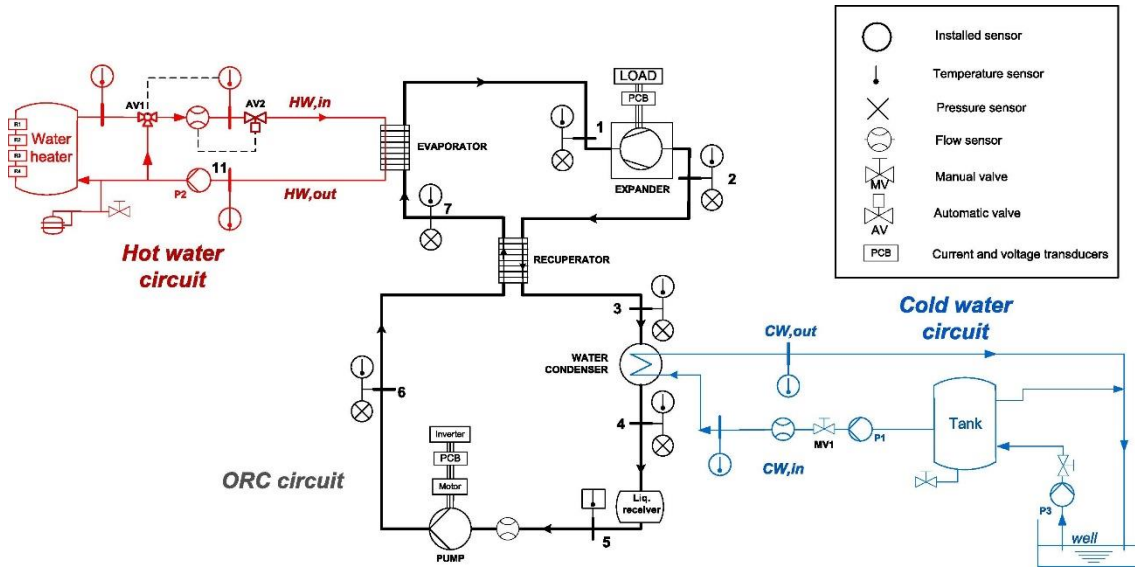 AV1
AV2
HW,in
R1
R2
R3
R4
Water
heater
11
P2
HW,out
Hot water
circuit
EVAPORATOR
LOAD
PCB
1
EXPANDER
2
7
RECUPERATOR
3
WATER
CONDENSER
4
6
Inverter
PCB
Motor
PUMP
ORC circuit
5
Liq.
receiver
Installed sensor
Temperature sensor
Pressure sensor
Flow sensor
MV
Manual valve
AV
Automatic valve
PCB
Current and voltage transducers
Cold water
circuit
CW,out
MV1
P1
CW,in
Tank
P3
well